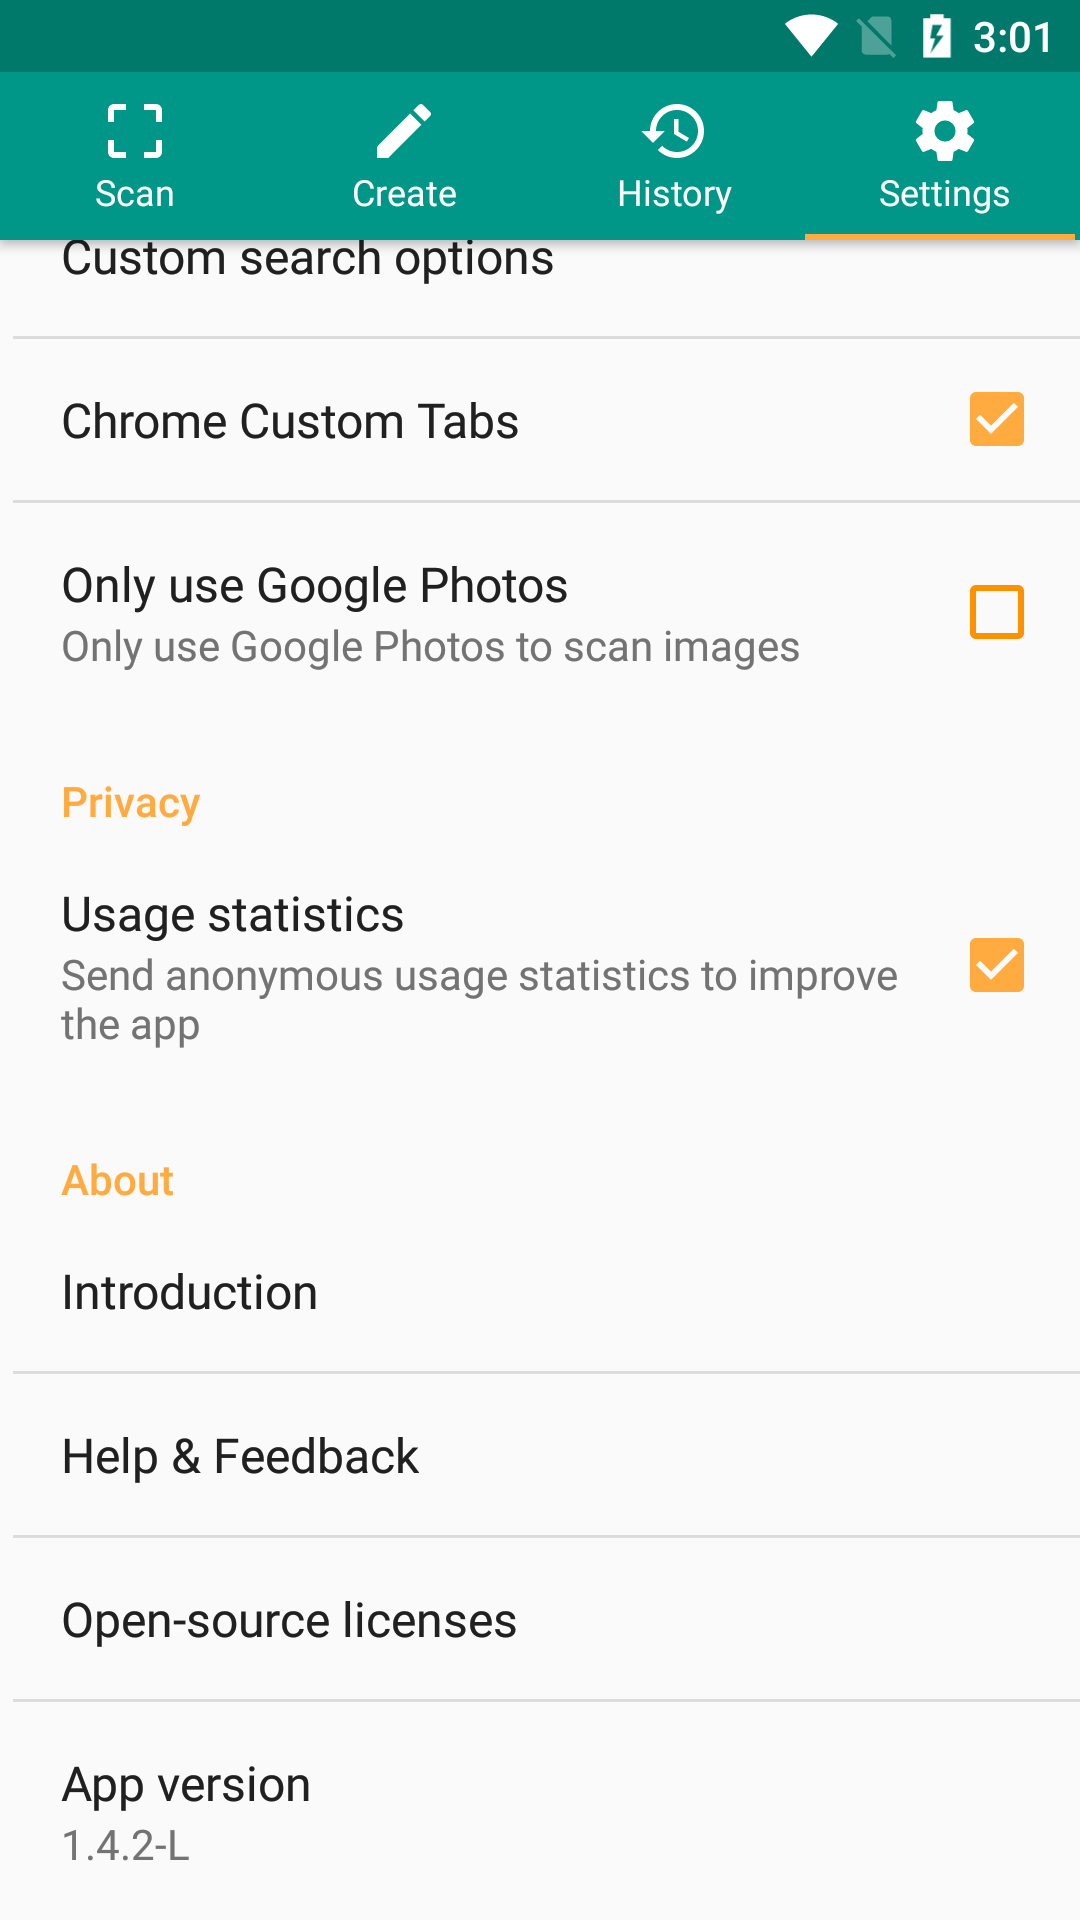 3:01
Scan
Create
History
Settings
Custom search options
Chrome Custom Tabs
Only use Google Photos
Only use Google Photos to scan images
Privacy
Usage statistics
Send anonymous usage statistics to improve
the app
About
Introduction
Help & Feedback
Open-source licenses
App version
1.4.2-L